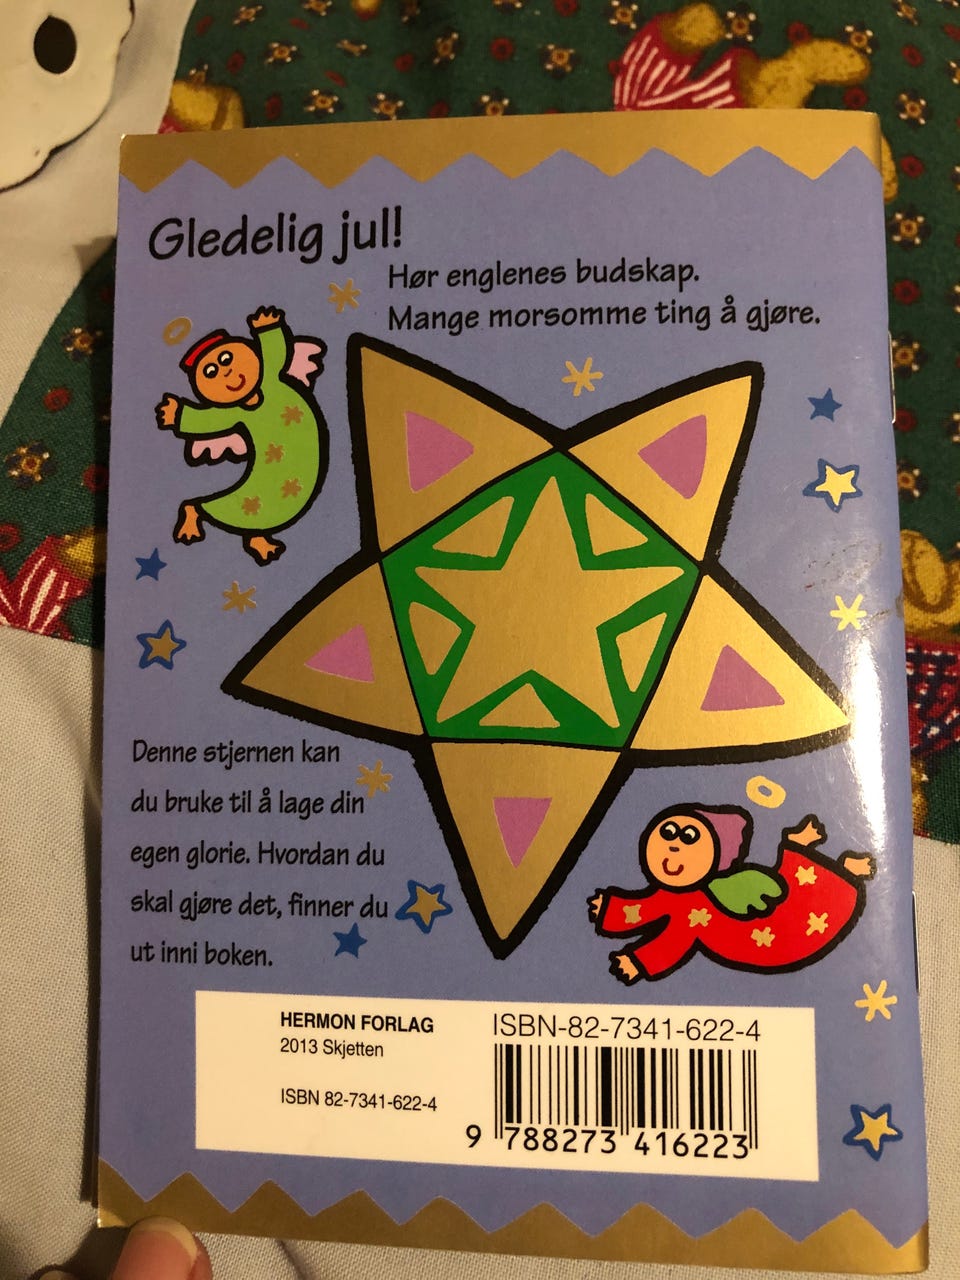 Gledelig jul!
Hør englenes budskap.
Mange morsomme ting å gjøre.
Denne stjernen kan
du bruke til å lage din
egen glorie. Hvordan du
skal gjøre det, finner du
ut inni boken.
HERMON FORLAG
2013 Skjetten
ISBN 82-7341-622-4
ISBN-82-7341-622-4
9 788273 416223